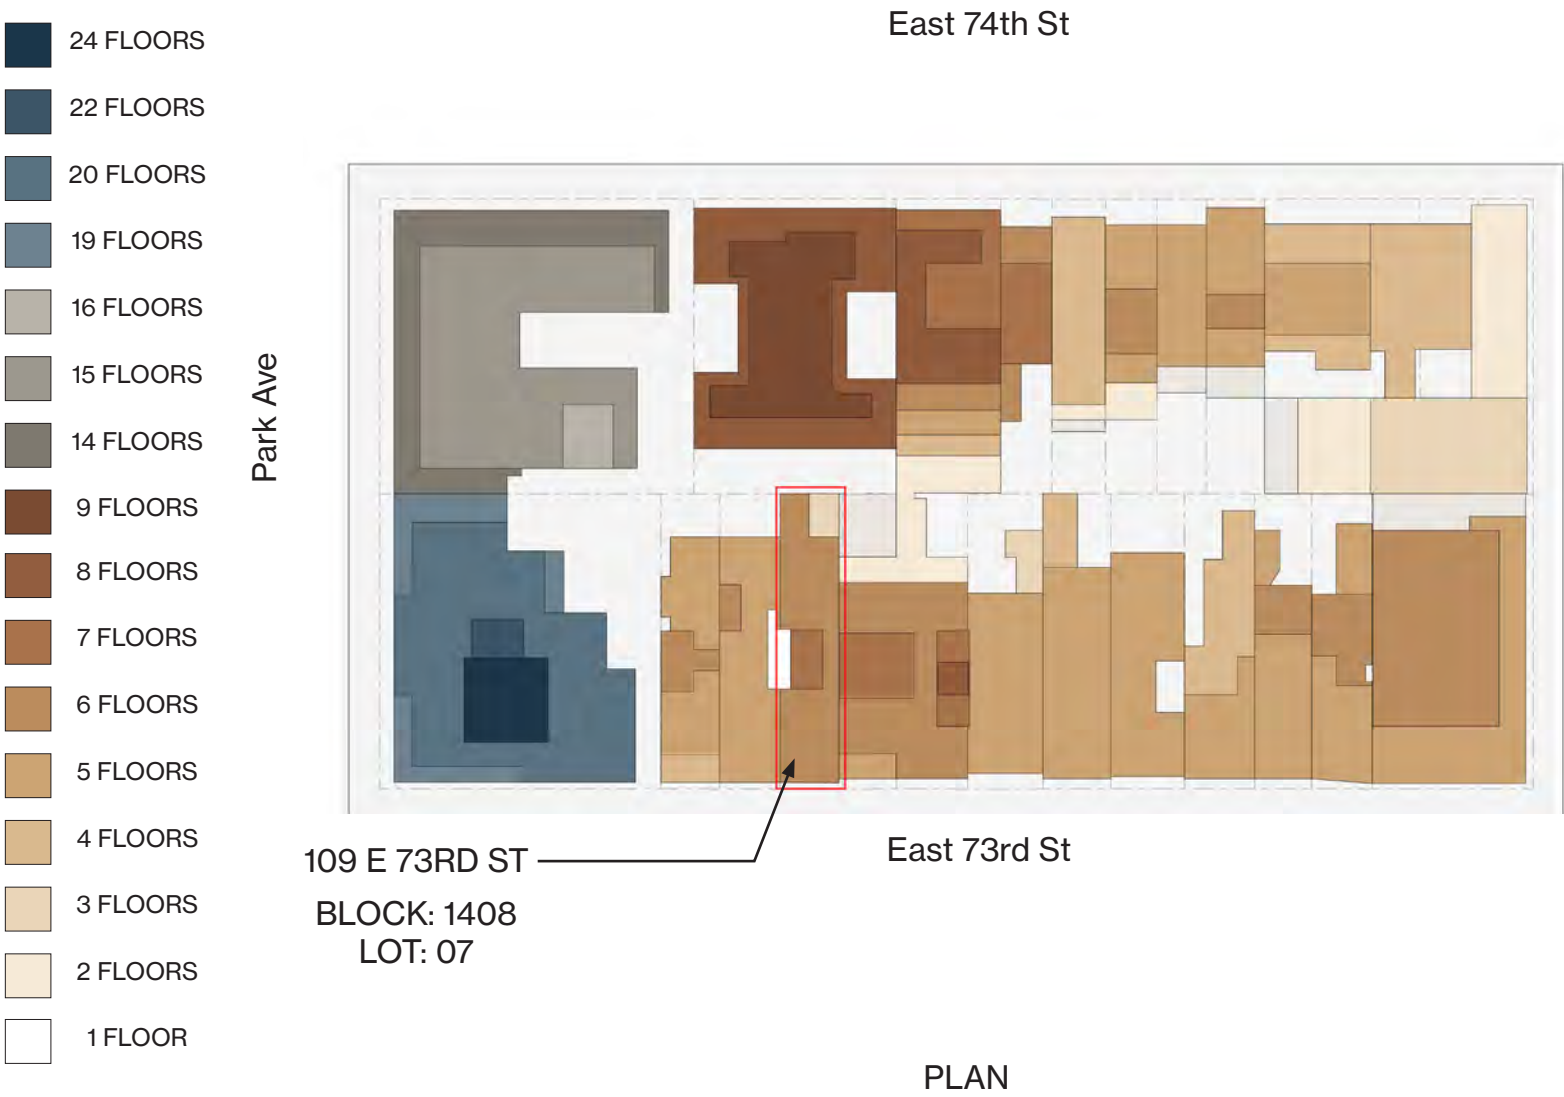 East 74th St
24 FLOORS
22 FLOORS
20 FLOORS
19 FLOORS
16 FLOORS
15 FLOORS
14 FLOORS
9 FLOORS
8 FLOORS
7 FLOORS
6 FLOORS
5 FLOORS
4 FLOORS
3 FLOORS
2 FLOORS
1 FLOOR
Park Ave
109 E 73RD ST
BLOCK: 1408
LOT: 07
East 73rd St
PLAN